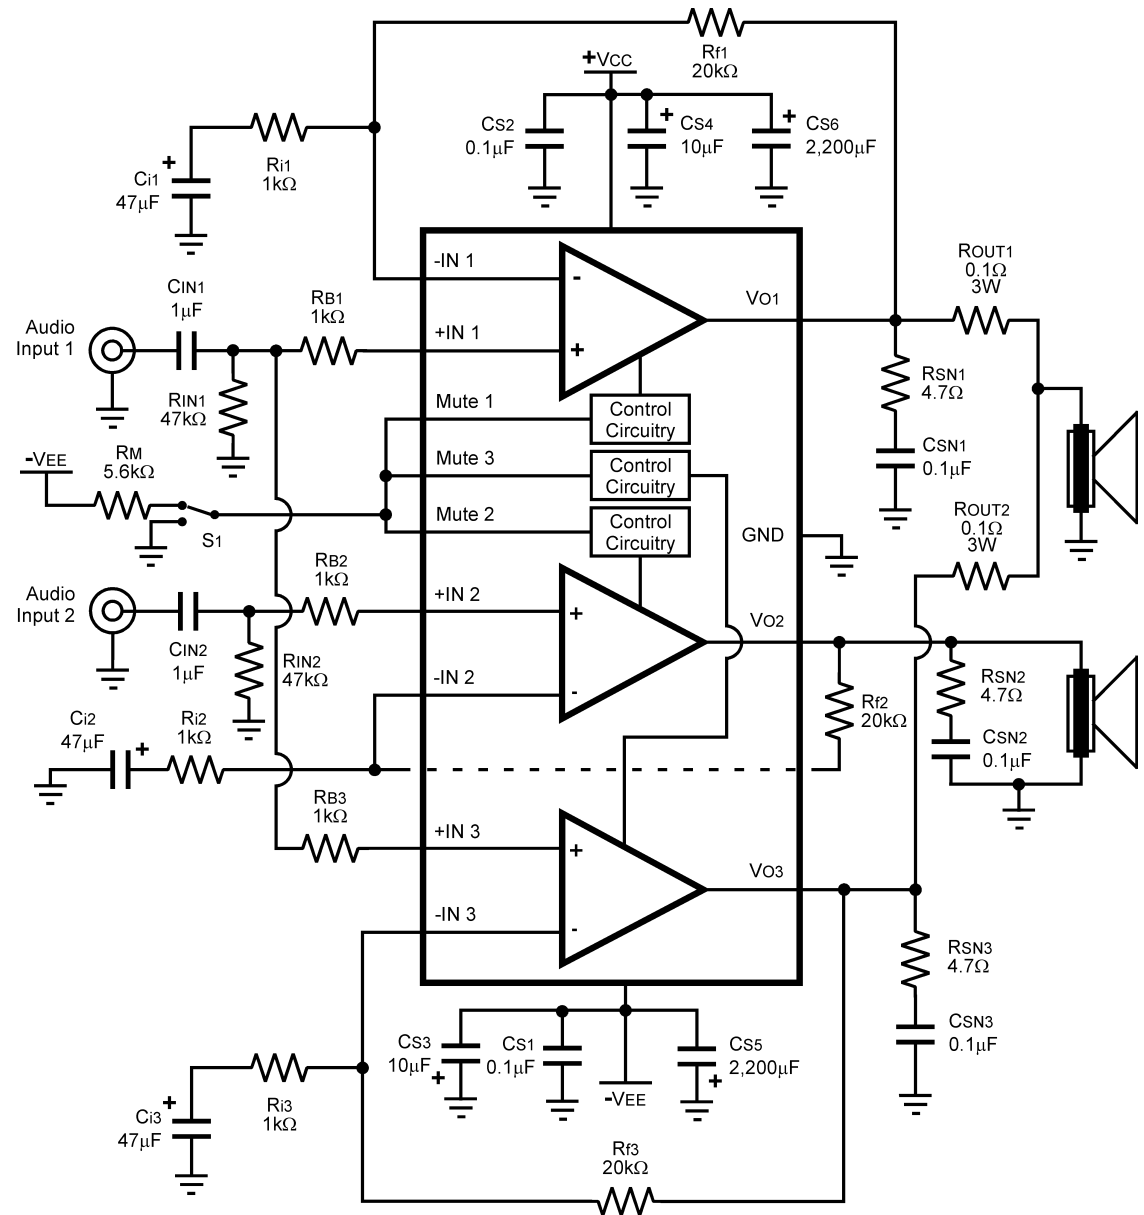 Rf1
20kΩ
+VCC
CS2
0.1µF
CS4
10µF
CS6
2,200µF
+
+
Ri1
1kΩ
+
Ci1
47µF
-IN 1
-
VO1
ROUT1
0.1Ω
3W
CIN1
1µF
RB1
1kΩ
Audio
Input 1
+IN 1
+
RIN1
47kΩ
RSN1
4.7Ω
Mute 1
Control
Circuitry
CSN1
0.1µF
-VEE
RM
5.6kΩ
Mute 3
Control
Circuitry
S1
Mute 2
Control
Circuitry
GND
ROUT2
0.1Ω
3W
RB2
1kΩ
Audio
Input 2
+IN 2
+
VO2
CIN2
1µF
RIN2
47kΩ
-IN 2
-
Rf2
20kΩ
RSN2
4.7Ω
Ci2
47µF
+
Ri2
1kΩ
CSN2
0.1µF
RB3
1kΩ
+IN 3
+
VO3
-IN 3
-
RSN3
4.7Ω
CS3
10µF
+
CS1
0.1µF
-VEE
CS5
2,200µF
+
CSN3
0.1µF
Ri3
1kΩ
+
Ci3
47µF
Rf3
20kΩ